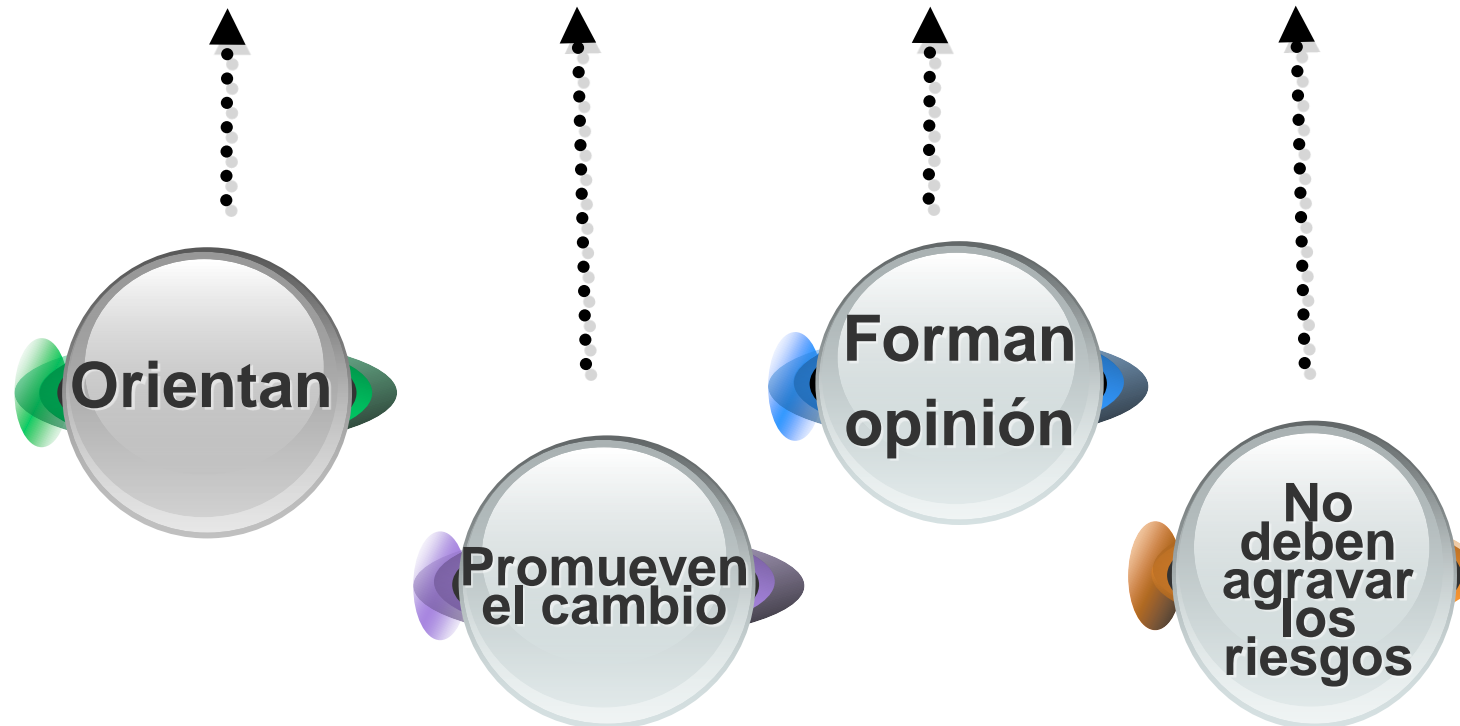 Orientan
Promueven
el cambio
Forman
opinión
No
deben
agravar
los
riesgos